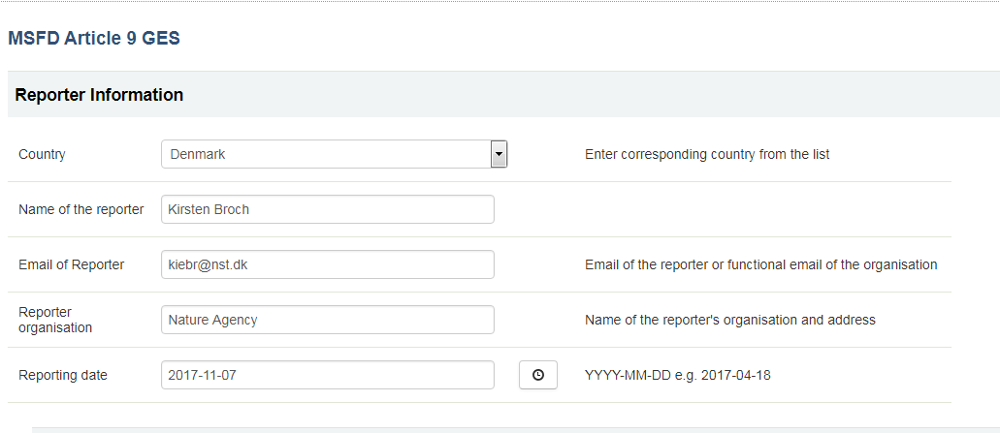 MSFD Article 9 GES
Reporter Information
Country Denmark Enter corresponding country from the list
Name of the reporter Kirsten Broch
Email of Reporter kiebr@nst.dk Email of the reporter or functional email of the organisation
Reporter
organisation Nature Agency Name of the reporter's organisation and address
Reporting date 2017-11-07 YYYY-MM-DD e.g. 2017-04-18